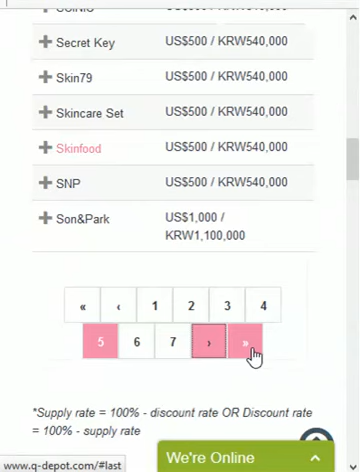 Secret Key US$500 / KRW540,000
Skin79 US$500 / KRW540,000
Skincare Set US$500 / KRW540,000
Skinfood US$500 / KRW540,000
SNP US$500 / KRW540,000
Son&Park US$1,000 /
KRW1,100,000
« ‹ 1 2 3 4
5 6 7 › »
*Supply rate = 100% - discount rate OR Discount rate
= 100% - supply rate
www.q-depot.com/#last
We're Online